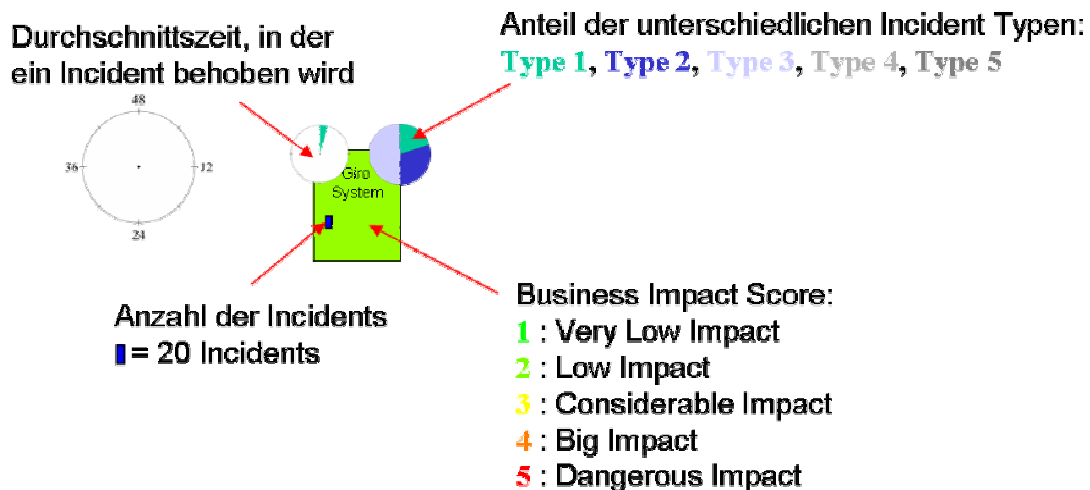 Durchschnittszeit, in der
ein Incident behoben wird
Anteil der unterschiedlichen Incident Typen:
Type 1, Type 2, Type 3, Type 4, Type 5
48
36
12
24
Giro
System
Anzahl der Incidents
= 20 Incidents
Business Impact Score:
1 : Very Low Impact
2 : Low Impact
3 : Considerable Impact
4 : Big Impact
5 : Dangerous Impact